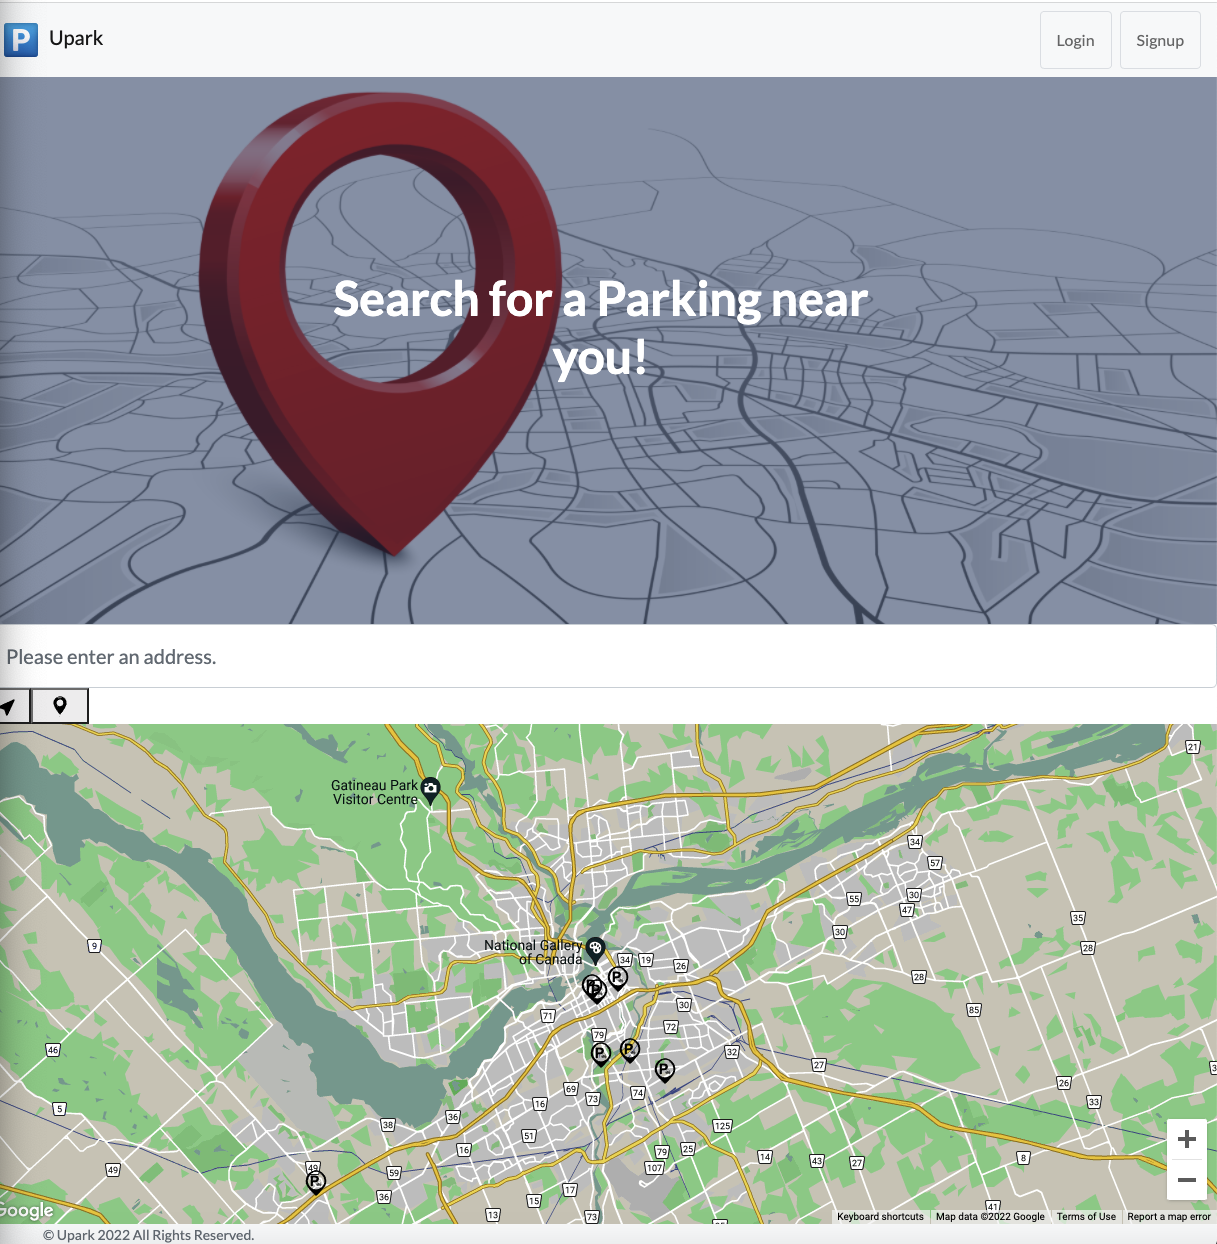 P Upark
Login
Signup
Search for a Parking near
you!
Please enter an address.
21
Gatineau Park
Visitor Centre
34
57
55
30
47
35
30
9
28
National Gallery
of Canada
34
19
26
28
P
P
P
30
85
71
72
79
46
P
P
32
P
27
26
69
74
73
33
5
16
36
38
125
51
16
79
25
8
49
14
43
27
107
49
59
P
17
36
15
41
13
73
Google
Keyboard shortcuts
Map data ©2022 Google
Terms of Use
Report a map error
© Upark 2022 All Rights Reserved.